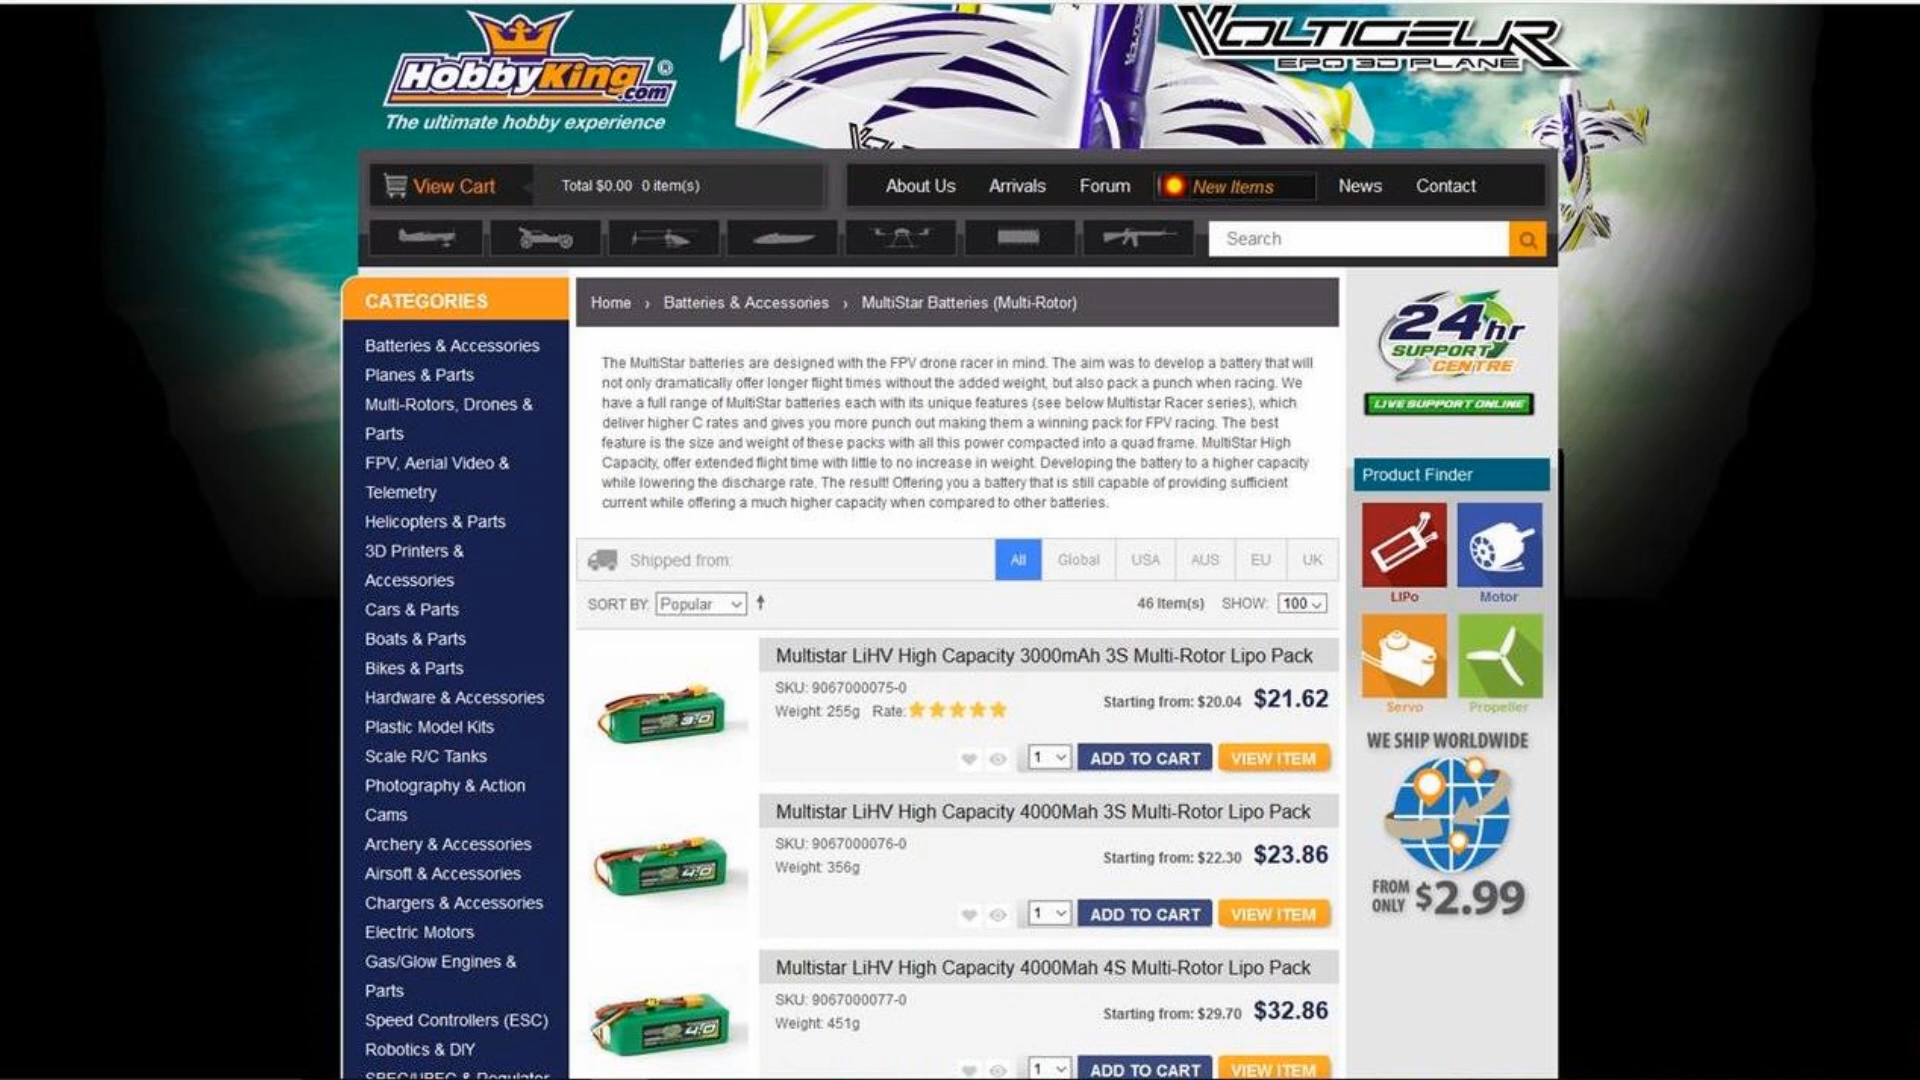 HobbyKing.com®
The ultimate hobby experience
VOLTIGEUR
EPO 3D PLANE
View Cart
Total $0.00 0 item(s)
About Us
Arrivals
Forum
New Items
News
Contact
Search
CATEGORIES
Batteries & Accessories
Planes & Parts
Multi-Rotors, Drones &
Parts
FPV, Aerial Video &
Telemetry
Helicopters & Parts
3D Printers &
Accessories
Cars & Parts
Boats & Parts
Bikes & Parts
Hardware & Accessories
Plastic Model Kits
Scale R/C Tanks
Photography & Action
Cams
Archery & Accessories
Airsoft & Accessories
Chargers & Accessories
Electric Motors
Gas/Glow Engines &
Parts
Speed Controllers (ESC)
Robotics & DIY
Home › Batteries & Accessories › MultiStar Batteries (Multi-Rotor)
The MultiStar batteries are designed with the FPV drone racer in mind. The aim was to develop a battery that will
not only dramatically offer longer flight times without the added weight, but also pack a punch when racing. We
have a full range of MultiStar batteries each with its unique features (see below Multistar Racer series), which
deliver higher C rates and gives you more punch out making them a winning pack for FPV racing. The best
feature is the size and weight of these packs with all this power compacted into a quad frame. MultiStar High
Capacity, offer extended flight time with little to no increase in weight. Developing the battery to a higher capacity
while lowering the discharge rate. The result! Offering you a battery that is still capable of providing sufficient
current while offering a much higher capacity when compared to other batteries.
Shipped from:
All
Global
USA
AUS
EU
UK
SORT BY: Popular
46 Item(s) SHOW: 100
Multistar LiHV High Capacity 3000mAh 3S Multi-Rotor Lipo Pack
SKU: 9067000075-0
Weight: 255g Rate:
Starting from: $20.04 $21.62
3.0
1
ADD TO CART
VIEW ITEM
Multistar LiHV High Capacity 4000Mah 3S Multi-Rotor Lipo Pack
SKU: 9067000076-0
Weight: 356g
Starting from: $22.30 $23.86
4.0
1
ADD TO CART
VIEW ITEM
Multistar LiHV High Capacity 4000Mah 4S Multi-Rotor Lipo Pack
SKU: 9067000077-0
Weight: 451g
Starting from: $29.70 $32.86
4.0
1
ADD TO CART
VIEW ITEM
24hr
SUPPORT
CENTRE
LIVE SUPPORT ONLINE
Product Finder
LIPo
Motor
Servo
Propeller
WE SHIP WORLDWIDE
FROM
ONLY $2.99